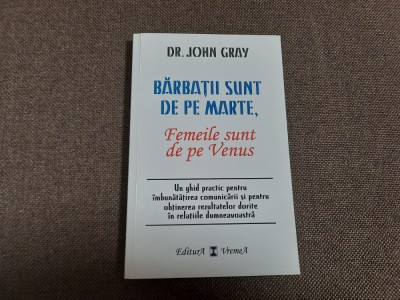 DR. JOHN GRAY
BĂRBAȚII SUNT
DE PE MARTE,
Femeile sunt
de pe Venus
Un ghid practic pentru
îmbunătățirea comunicării și pentru
obținerea rezultatelor dorite
în relațiile dumneavoastră
EditurA VremeA